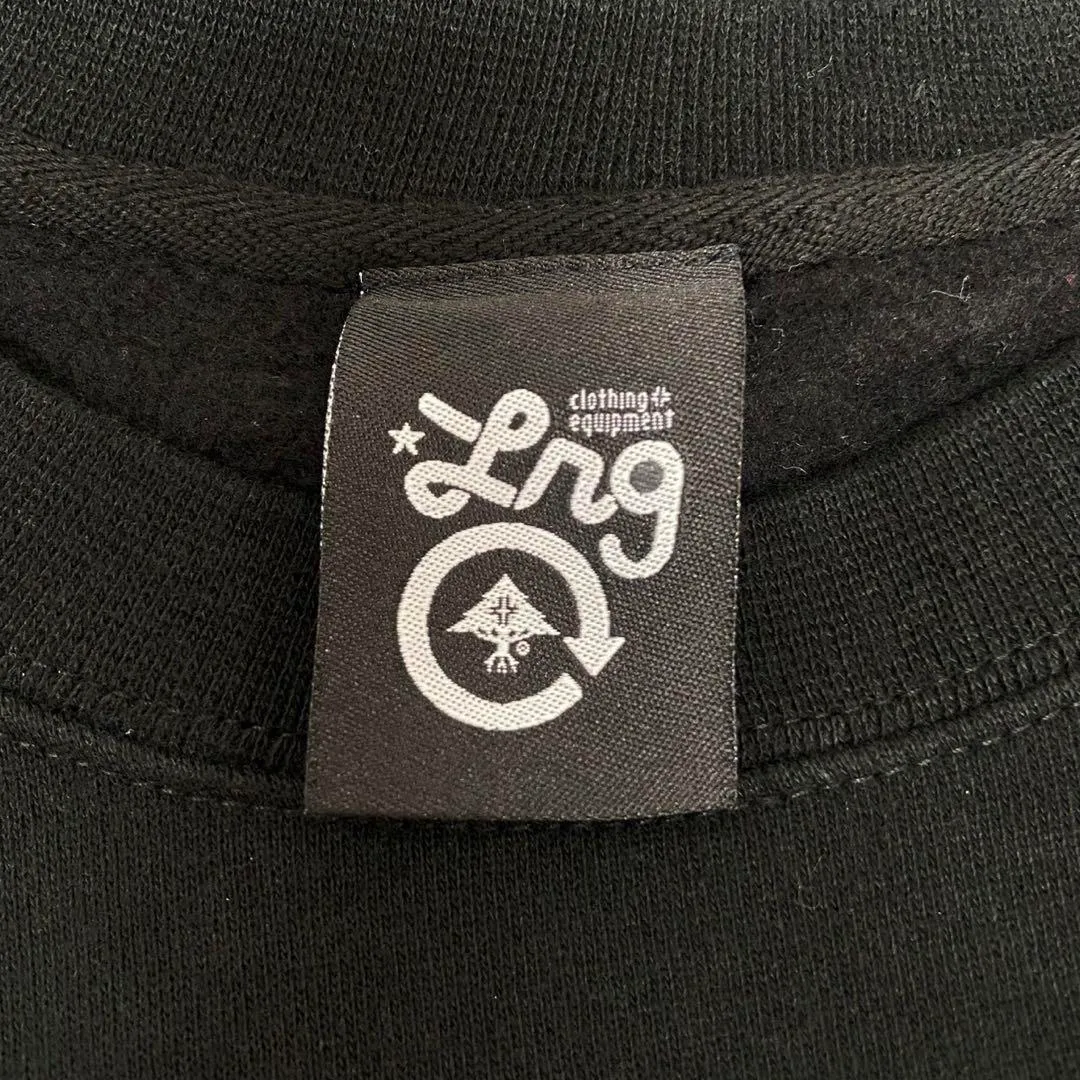 clothing +
equipment
Lrg
®